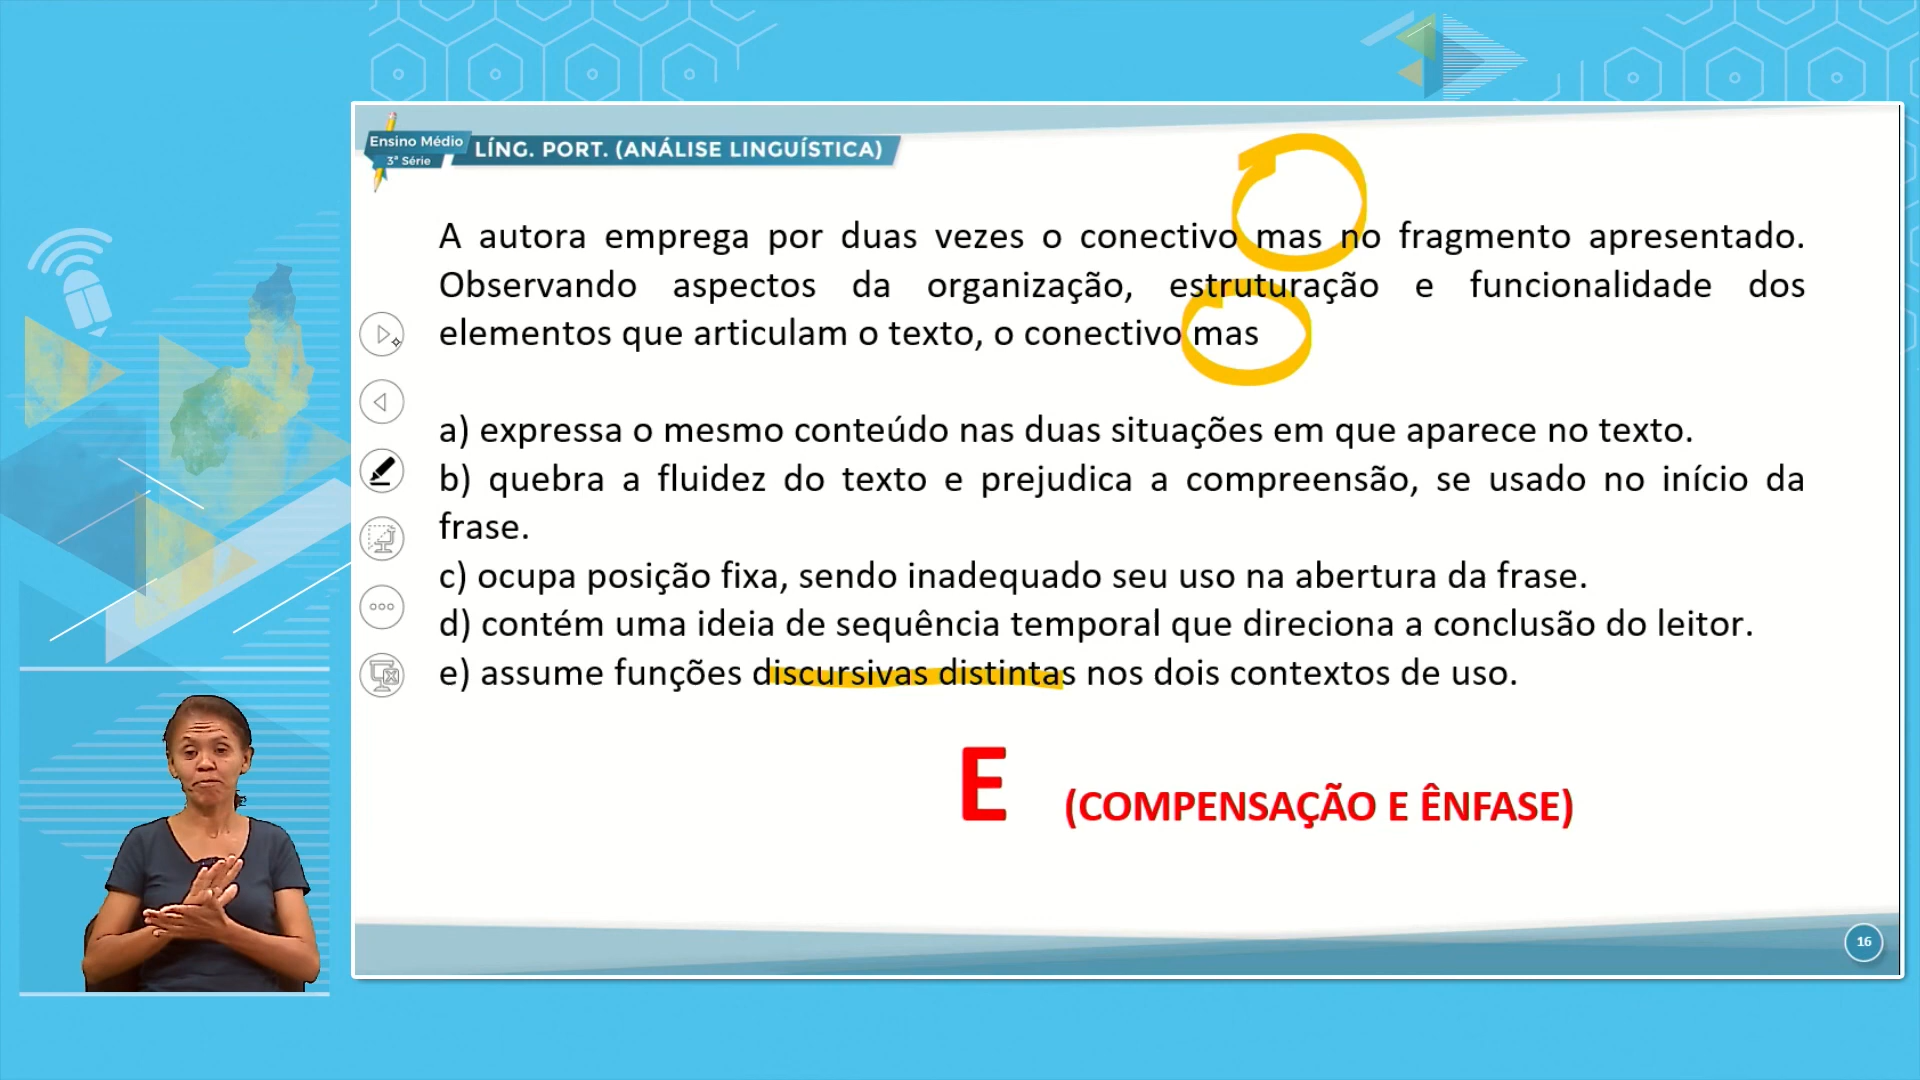 Ensino Médio
3ª Série
LÍNG. PORT. (ANÁLISE LINGUÍSTICA)
A autora emprega por duas vezes o conectivo mas no fragmento apresentado.
Observando aspectos da organização, estruturação e funcionalidade dos
elementos que articulam o texto, o conectivo mas
a) expressa o mesmo conteúdo nas duas situações em que aparece no texto.
b) quebra a fluidez do texto e prejudica a compreensão, se usado no início da
frase.
c) ocupa posição fixa, sendo inadequado seu uso na abertura da frase.
d) contém uma ideia de sequência temporal que direciona a conclusão do leitor.
e) assume funções discursivas distintas nos dois contextos de uso.
E (COMPENSAÇÃO E ÊNFASE)
16